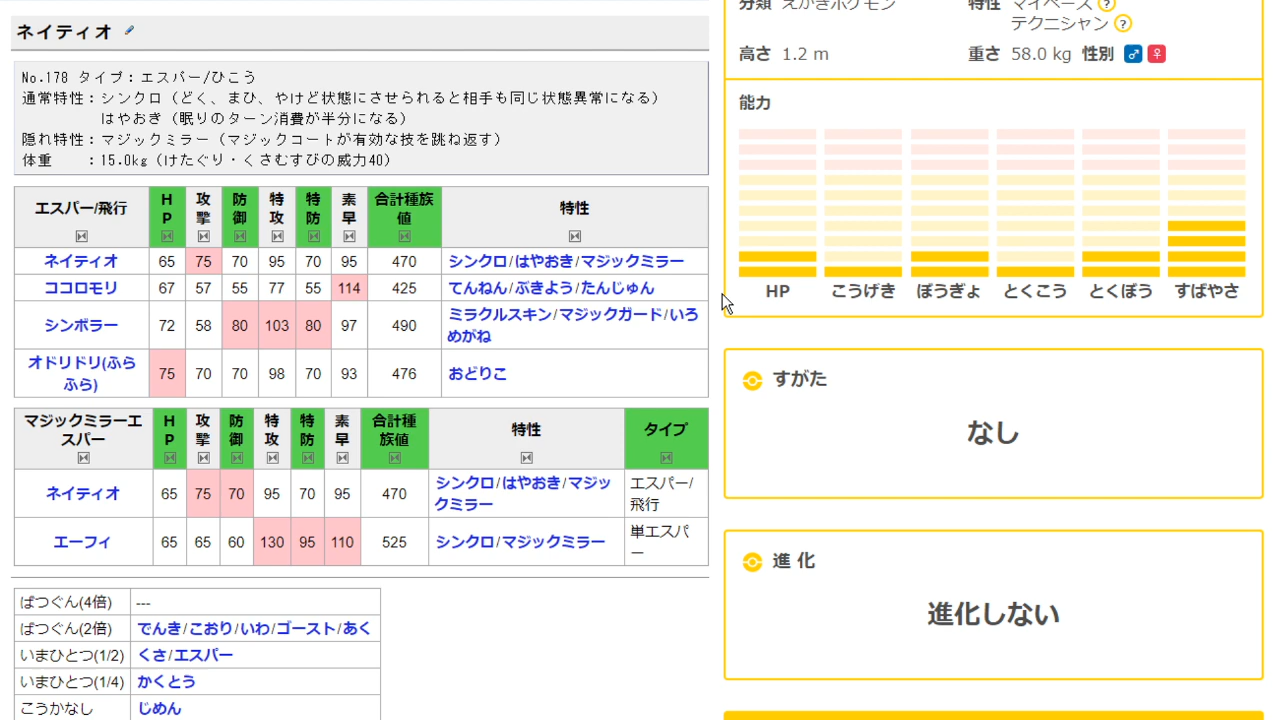 ネイティオ
No.178 タイプ：エスパー/ひこう
通常特性：シンクロ（どく、まひ、やけど状態にさせられると相手も同じ状態異常になる）
はやおき（眠りのターン消費が半分になる）
隠れ特性：マジックミラー（マジックコートが有効な技を跳ね返す）
体重　　：15.0kg（けたぐり・くさむすびの威力40）
エスパー/飛行 HP 攻撃 防御 特攻 特防 素早 合計種族値 特性
ネイティオ 65 75 70 95 70 95 470 シンクロ/はやおき/マジックミラー
ココロモリ 67 57 55 77 55 114 425 てんねん/ぶきよう/たんじゅん
シンボラー 72 58 80 103 80 97 490 ミラクルスキン/マジックガード/いろ
めがね
オドリドリ(ふら
ふら) 75 70 70 98 70 93 476 おどりこ
マジックミラーエ
スパー HP 攻撃 防御 特攻 特防 素早 合計種族値 特性 タイプ
ネイティオ 65 75 70 95 70 95 470 シンクロ/はやおき/マジッ
クミラー エスパー/
飛行
エーフィ 65 65 60 130 95 110 525 シンクロ/マジックミラー 単エスパ
ー
ばつぐん(4倍) ---
ばつぐん(2倍) でんき/こおり/いわ/ゴースト/あく
いまひとつ(1/2) くさ/エスパー
いまひとつ(1/4) かくとう
こうかなし じめん
分類 えかきポケモン 特性 マイペース ?
テクニシャン ?
高さ 1.2 m 重さ 58.0 kg 性別 ♂ ♀
能力
HP こうげき ぼうぎょ とくこう とくぼう すばやさ
すがた
なし
進 化
進化しない